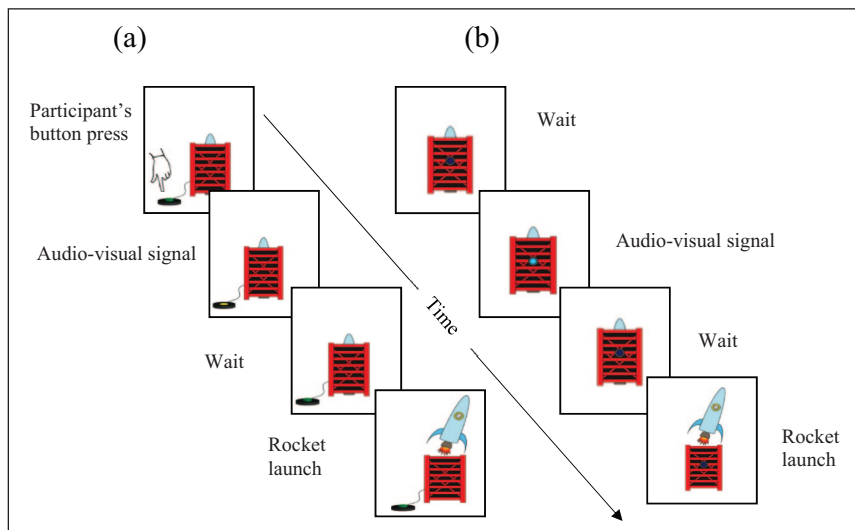 (a)
(b)
Participant's
button press
Audio-visual signal
Wait
Rocket
launch
Time
Wait
Audio-visual signal
Wait
Rocket
launch